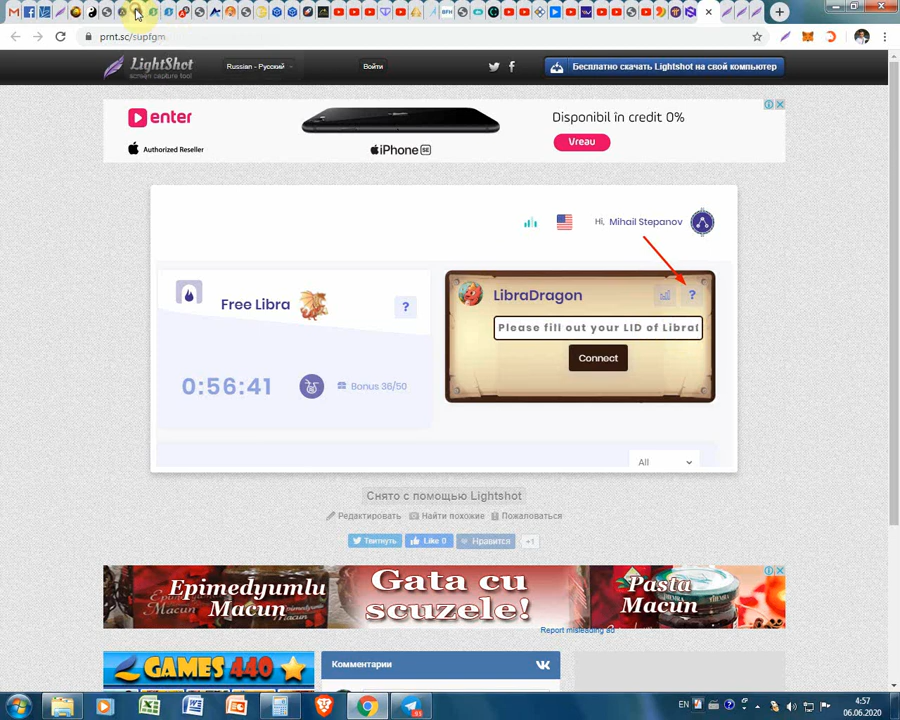 prnt.sc/supfgm
LightShot
screen capture tool
Russian - Русский
Войти
Бесплатно скачать Lightshot на свой компьютер
enter
Authorized Reseller
iPhone SE
Disponibil în credit 0%
Vreau
Hi, Mihail Stepanov
Free Libra
?
LibraDragon
?
Please fill out your LID of Libral
Connect
0:56:41
Bonus 36/50
All
Снято с помощью Lightshot
Редактировать
Найти похожие
Пожаловаться
Твитнуть
Like 0
Нравится
+1
Epimedyumlu
Macun
Gata cu
scuzele!
Pasta
Macun
Report misleading ad
GAMES 440
Комментарии
EN
4:57
06.06.2020